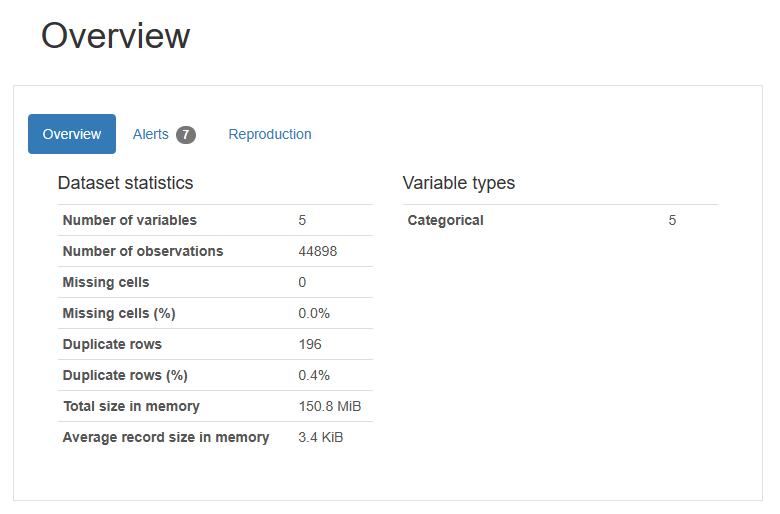 Overview
Overview Alerts 7 Reproduction
Dataset statistics
Number of variables 5
Number of observations 44898
Missing cells 0
Missing cells (%) 0.0%
Duplicate rows 196
Duplicate rows (%) 0.4%
Total size in memory 150.8 MiB
Average record size in memory 3.4 KiB
Variable types
Categorical 5